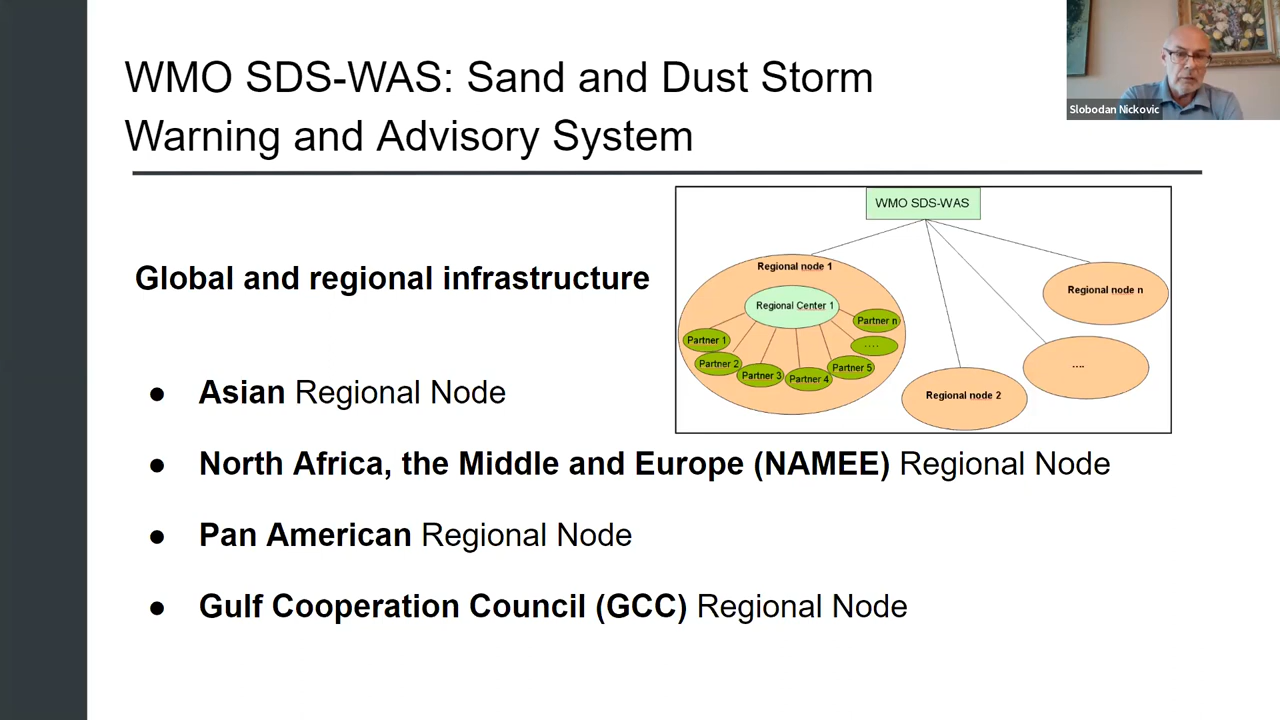 WMO SDS-WAS: Sand and Dust Storm
Warning and Advisory System
Slobodan Nickovic
Global and regional infrastructure
WMO SDS-WAS
Regional node 1
Regional Center 1
Partner 1
Partner 2
Partner 3
Partner 4
Partner 5
....
Partner n
Regional node 2
....
Regional node n
● Asian Regional Node
● North Africa, the Middle and Europe (NAMEE) Regional Node
● Pan American Regional Node
● Gulf Cooperation Council (GCC) Regional Node